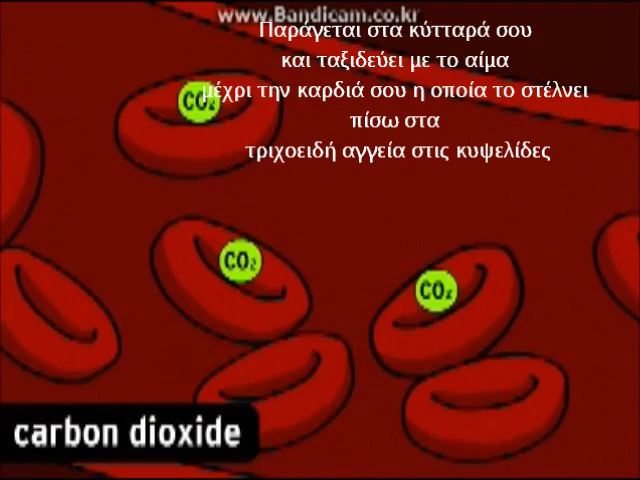 www.Bandicam.co.kr
Παράγεται στα κύτταρά σου
και ταξιδεύει με το αίμα
μέχρι την καρδιά σου η οποία το στέλνει
πίσω στα
τριχοειδή αγγεία στις κυψελίδες
CO₂
CO₂
CO₂
carbon dioxide